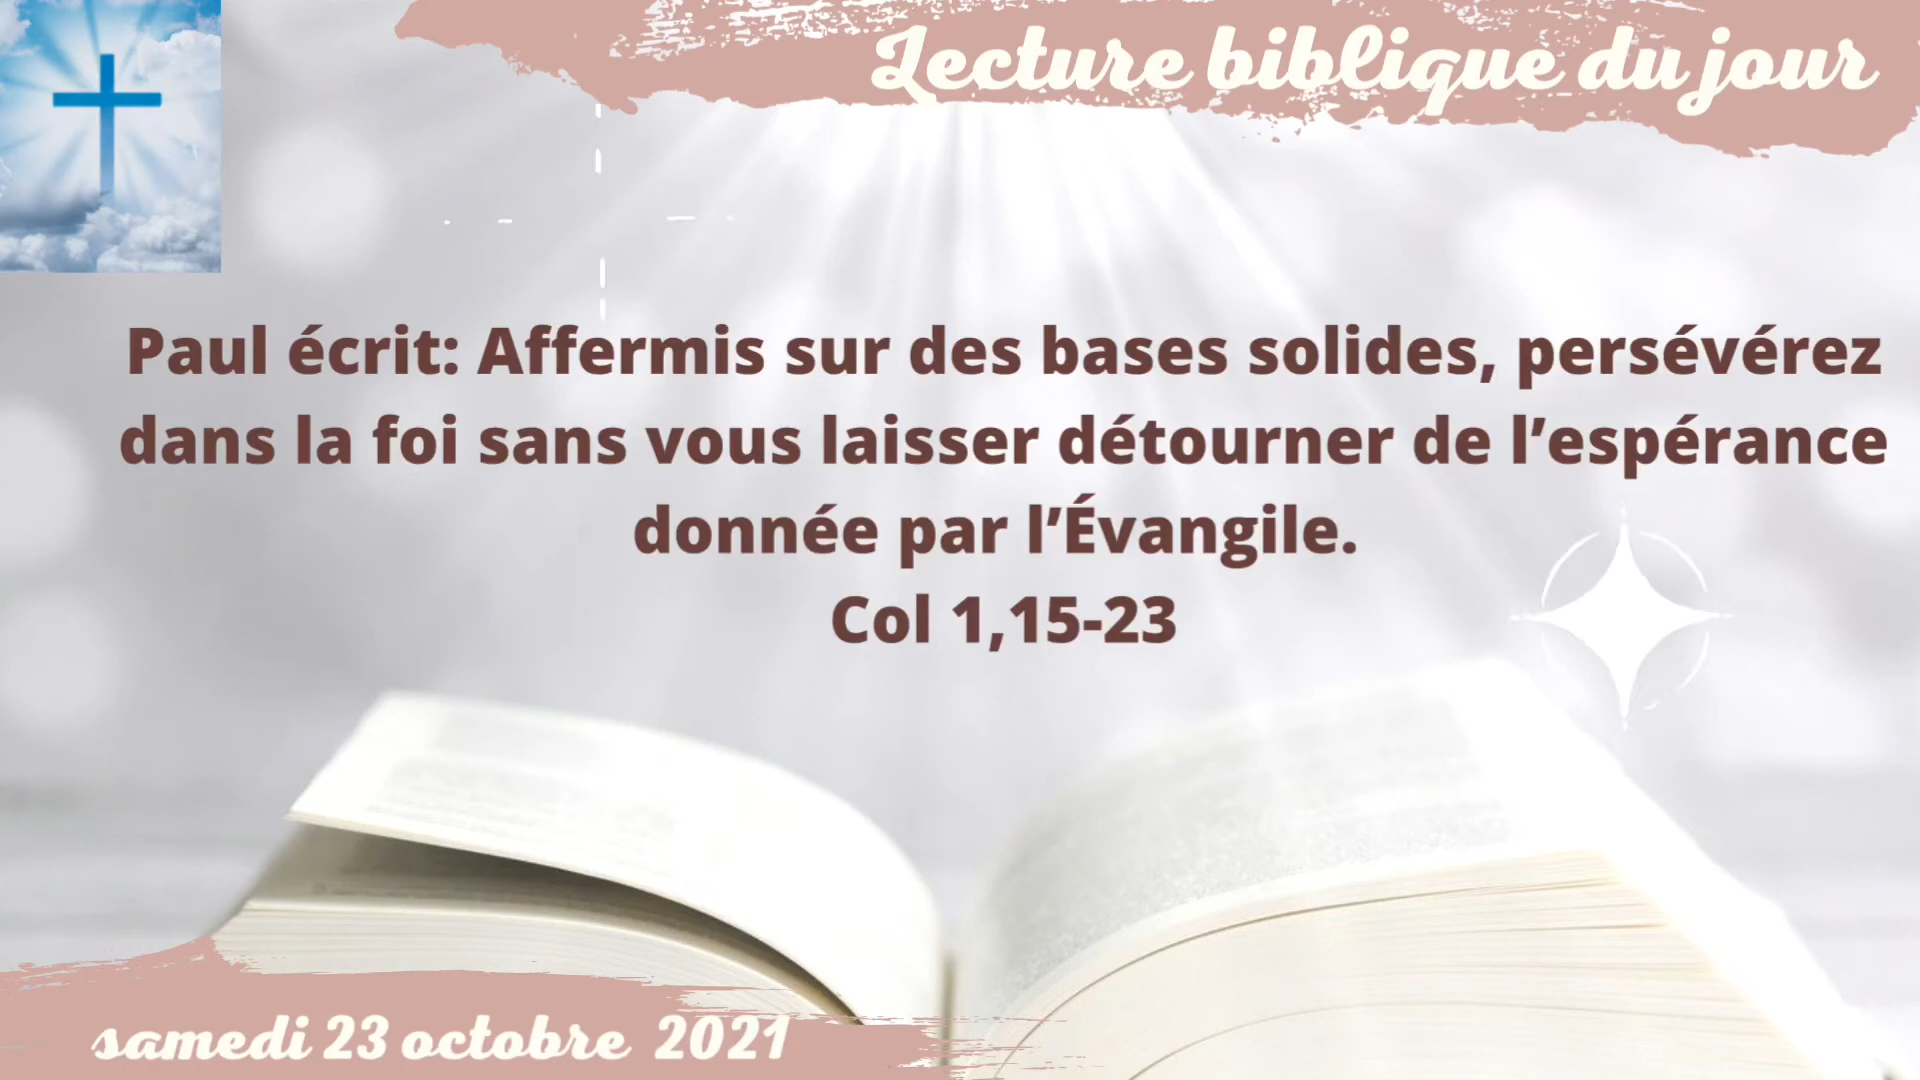 Lecture biblique du jour
Paul écrit: Affermis sur des bases solides, persévérez
dans la foi sans vous laisser détourner de l’espérance
donnée par l’Évangile.
Col 1,15-23
samedi 23 octobre 2021